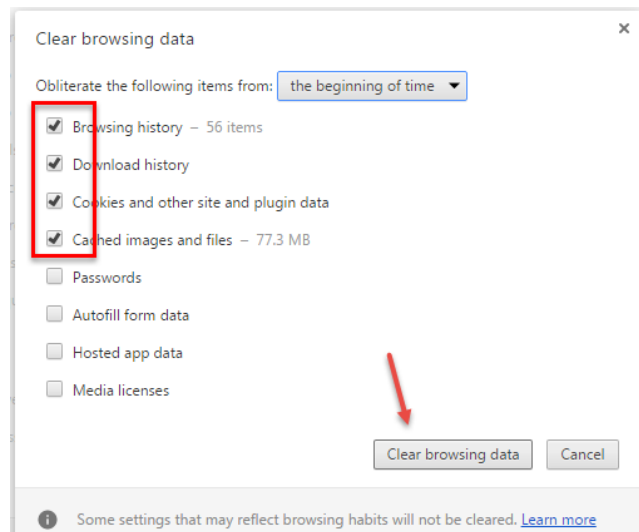 Clear browsing data
Obliterate the following items from: the beginning of time
Browsing history – 56 items
Download history
Cookies and other site and plugin data
Cached images and files – 77.3 MB
Passwords
Autofill form data
Hosted app data
Media licenses
Clear browsing data Cancel
Some settings that may reflect browsing habits will not be cleared. Learn more